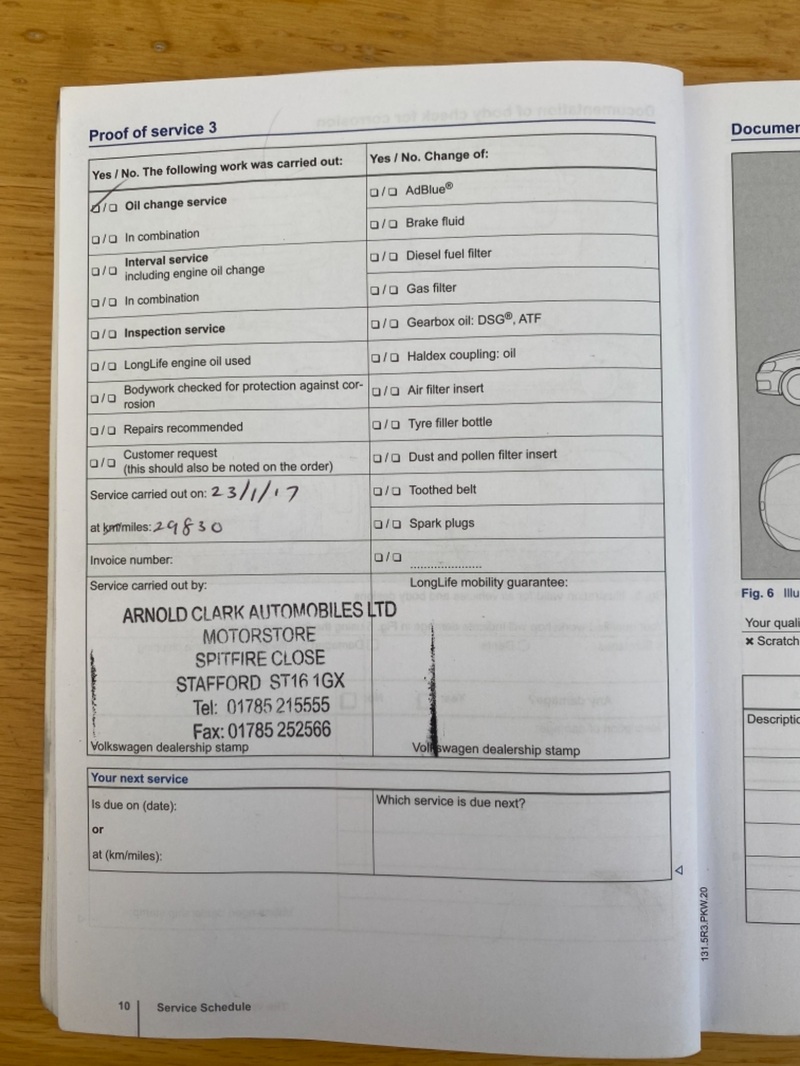 Proof of service 3
Yes / No. The following work was carried out:
❑/❑ Oil change service
❑/❑ In combination
❑/❑ Interval service
including engine oil change
❑/❑ In combination
❑/❑ Inspection service
❑/❑ LongLife engine oil used
❑/❑ Bodywork checked for protection against cor-
rosion
❑/❑ Repairs recommended
❑/❑ Customer request
(this should also be noted on the order)
Service carried out on: 23/1/17
at km/miles: 29830
Invoice number:
Yes / No. Change of:
❑/❑ AdBlue®
❑/❑ Brake fluid
❑/❑ Diesel fuel filter
❑/❑ Gas filter
❑/❑ Gearbox oil: DSG®, ATF
❑/❑ Haldex coupling: oil
❑/❑ Air filter insert
❑/❑ Tyre filler bottle
❑/❑ Dust and pollen filter insert
❑/❑ Toothed belt
❑/❑ Spark plugs
❑/❑ ....................
Service carried out by:
ARNOLD CLARK AUTOMOBILES LTD
MOTORSTORE
SPITFIRE CLOSE
STAFFORD ST16 1GX
Tel: 01785 215555
Fax: 01785 252566
Volkswagen dealership stamp
LongLife mobility guarantee:
Volkswagen dealership stamp
Your next service
Is due on (date):
or
at (km/miles):
Which service is due next?
131.5R3.PKW.20
10 Service Schedule
Documen
Fig. 6 Illu
Your quali
✖ Scratch
Descriptio